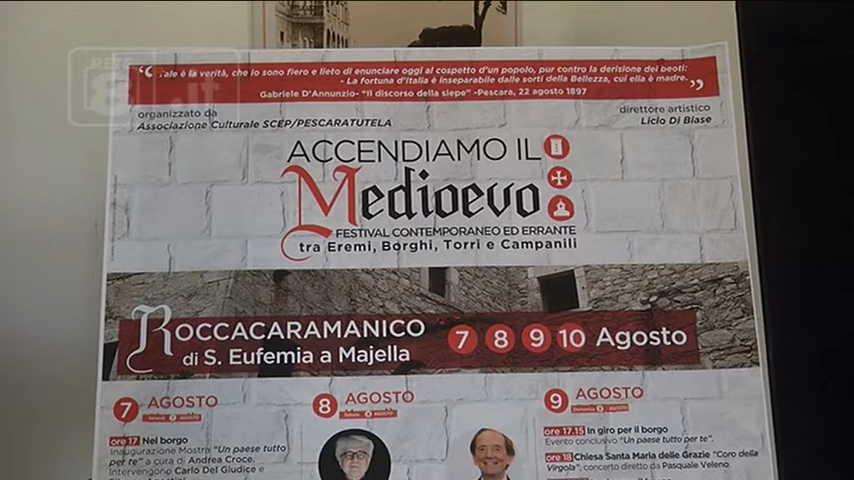 RETE
8.it
“ Tale è la verità, che io sono fiero e lieto di enunciare oggi al cospetto d'un popolo, pur contro la derisione dei beoti:
- La fortuna d'Italia è inseparabile dalle sorti della Bellezza, cui ella è madre. ”
Gabriele D'Annunzio- “Il discorso della siepe” -Pescara, 22 agosto 1897
organizzato da
Associazione Culturale SCEP/PESCARATUTELA
direttore artistico
Licio Di Biase
ACCENDIAMO IL
Medioevo
FESTIVAL CONTEMPORANEO ED ERRANTE
tra Eremi, Borghi, Torri e Campanili
ROCCACARAMANICO
di S. Eufemia a Majella
7 8 9 10 Agosto
7 AGOSTO
ore 17 Nel borgo
Inaugurazione Mostra “Un paese tutto
per te” a cura di Andrea Croce.
Intervengono Carlo Del Giudice e
8 AGOSTO
9 AGOSTO
ore 17.15 In giro per il borgo
Evento conclusivo “Un paese tutto per te”.
ore 18 Chiesa Santa Maria delle Grazie “Coro della
Virgola”, concerto diretto da Pasquale Veleno